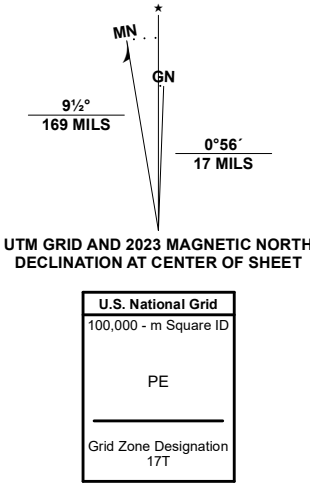 ★
MN
GN
9½°
169 MILS
0°56´
17 MILS
UTM GRID AND 2023 MAGNETIC NORTH
DECLINATION AT CENTER OF SHEET
U.S. National Grid
100,000 - m Square ID
PE
Grid Zone Designation
17T